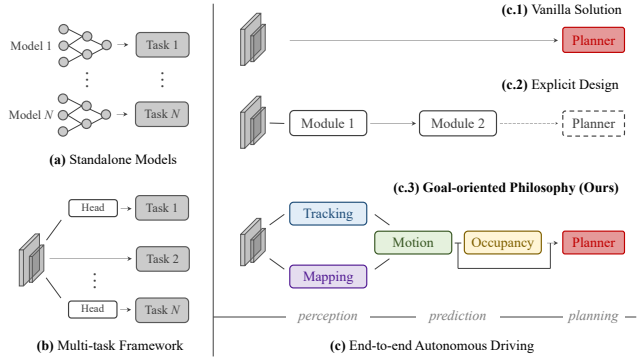 Model 1
Task 1
Model N
Task N
(a) Standalone Models
Head
Task 1
Task 2
Head
Task N
(b) Multi-task Framework
(c.1) Vanilla Solution
Planner
(c.2) Explicit Design
Module 1
Module 2
Planner
(c.3) Goal-oriented Philosophy (Ours)
Tracking
Mapping
Motion
Occupancy
Planner
perception
prediction
planning
(c) End-to-end Autonomous Driving